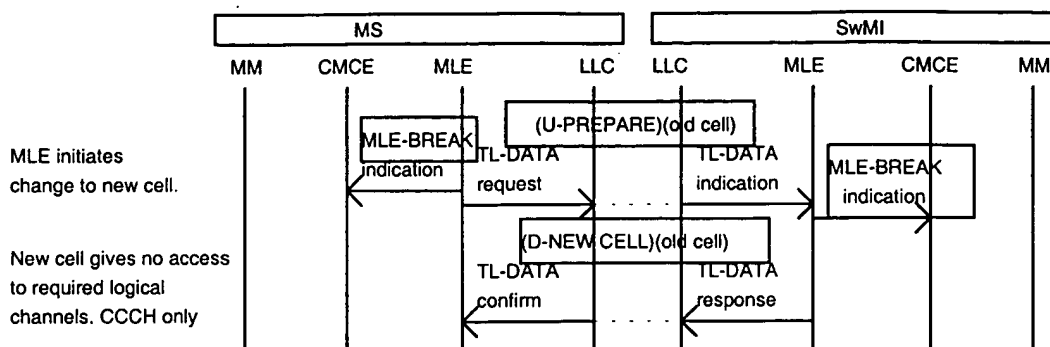 MS
SwMI
MM CMCE MLE LLC LLC MLE CMCE MM
(U-PREPARE)(old cell)
MLE-BREAK
indication
TL-DATA
request
TL-DATA
indication
MLE-BREAK
indication
MLE initiates
change to new cell.
(D-NEW CELL)(old cell)
New cell gives no access
to required logical
channels. CCCH only
TL-DATA
confirm
TL-DATA
response